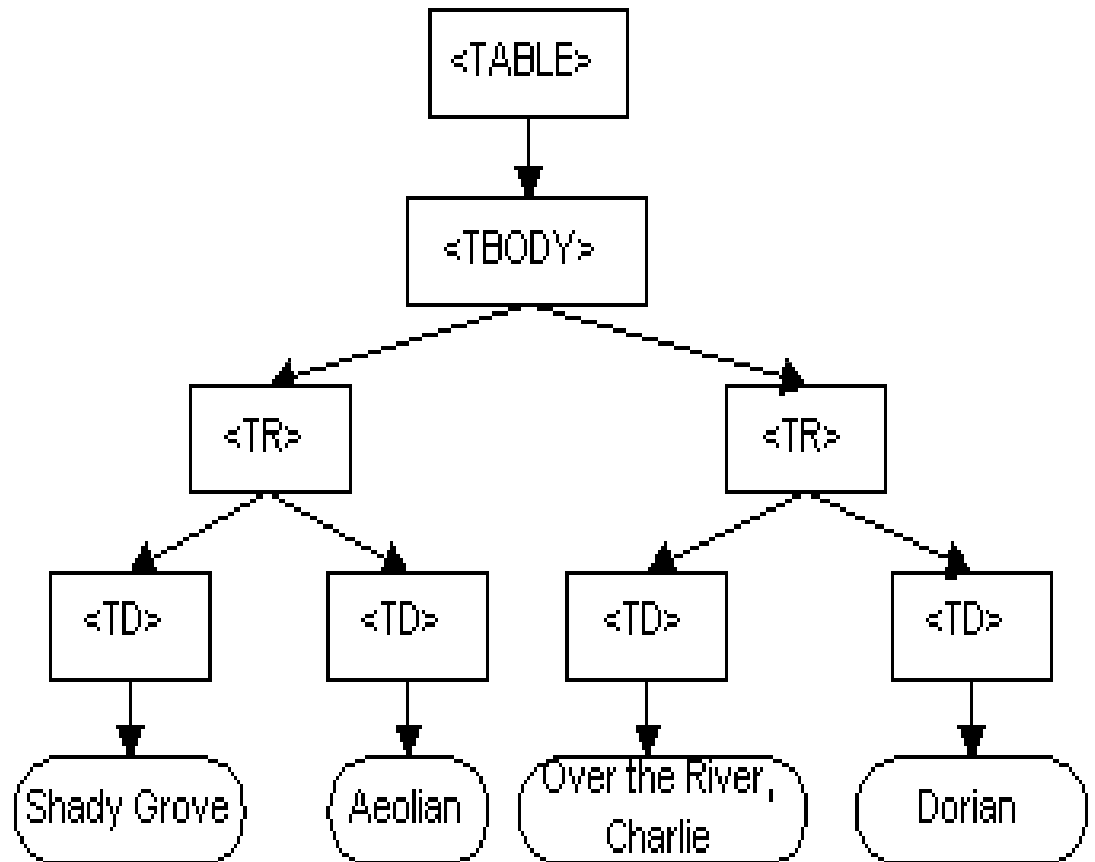 <TABLE>
<TBODY>
<TR>
<TR>
<TD>
<TD>
<TD>
<TD>
Shady Grove
Aeolian
Over the River,
Charlie
Dorian